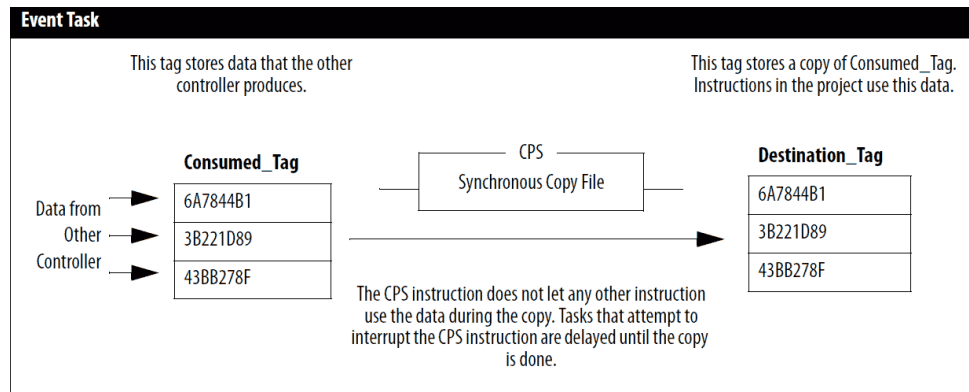 Event Task
This tag stores data that the other
controller produces.
This tag stores a copy of Consumed_Tag.
Instructions in the project use this data.
CPS
Synchronous Copy File
Consumed_Tag
Destination_Tag
Data from
Other
Controller
6A7844B1
3B221D89
43BB278F
6A7844B1
3B221D89
43BB278F
The CPS instruction does not let any other instruction
use the data during the copy. Tasks that attempt to
interrupt the CPS instruction are delayed until the copy
is done.